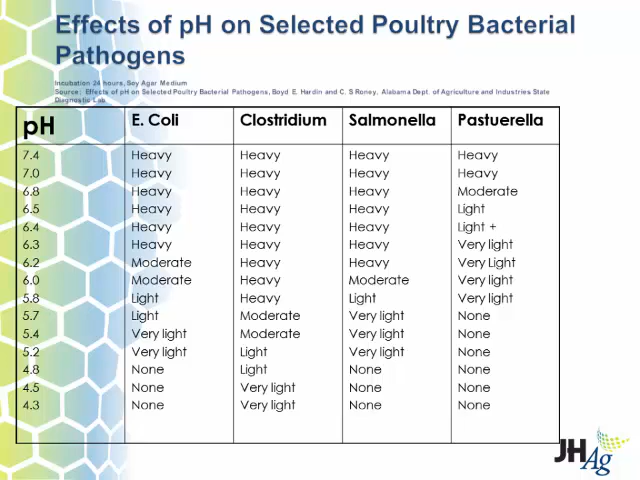 Effects of pH on Selected Poultry Bacterial
Pathogens
Incubation 24 hours, Soy Agar Medium
Source: Effects of pH on Selected Poultry Bacterial Pathogens, Boyd E. Hardin and C. S Roney. Alabama Dept. of Agriculture and Industries State
Diagnostic Lab
pH E. Coli Clostridium Salmonella Pastuerella
7.4 Heavy Heavy Heavy Heavy
7.0 Heavy Heavy Heavy Heavy
6.8 Heavy Heavy Heavy Moderate
6.5 Heavy Heavy Heavy Light
6.4 Heavy Heavy Heavy Light +
6.3 Heavy Heavy Heavy Very light
6.2 Moderate Heavy Heavy Very Light
6.0 Moderate Heavy Moderate Very light
5.8 Light Heavy Light Very light
5.7 Light Moderate Very light None
5.4 Very light Moderate Very light None
5.2 Very light Light Very light None
4.8 None Light None None
4.5 None Very light None None
4.3 None Very light None None
JH
Ag